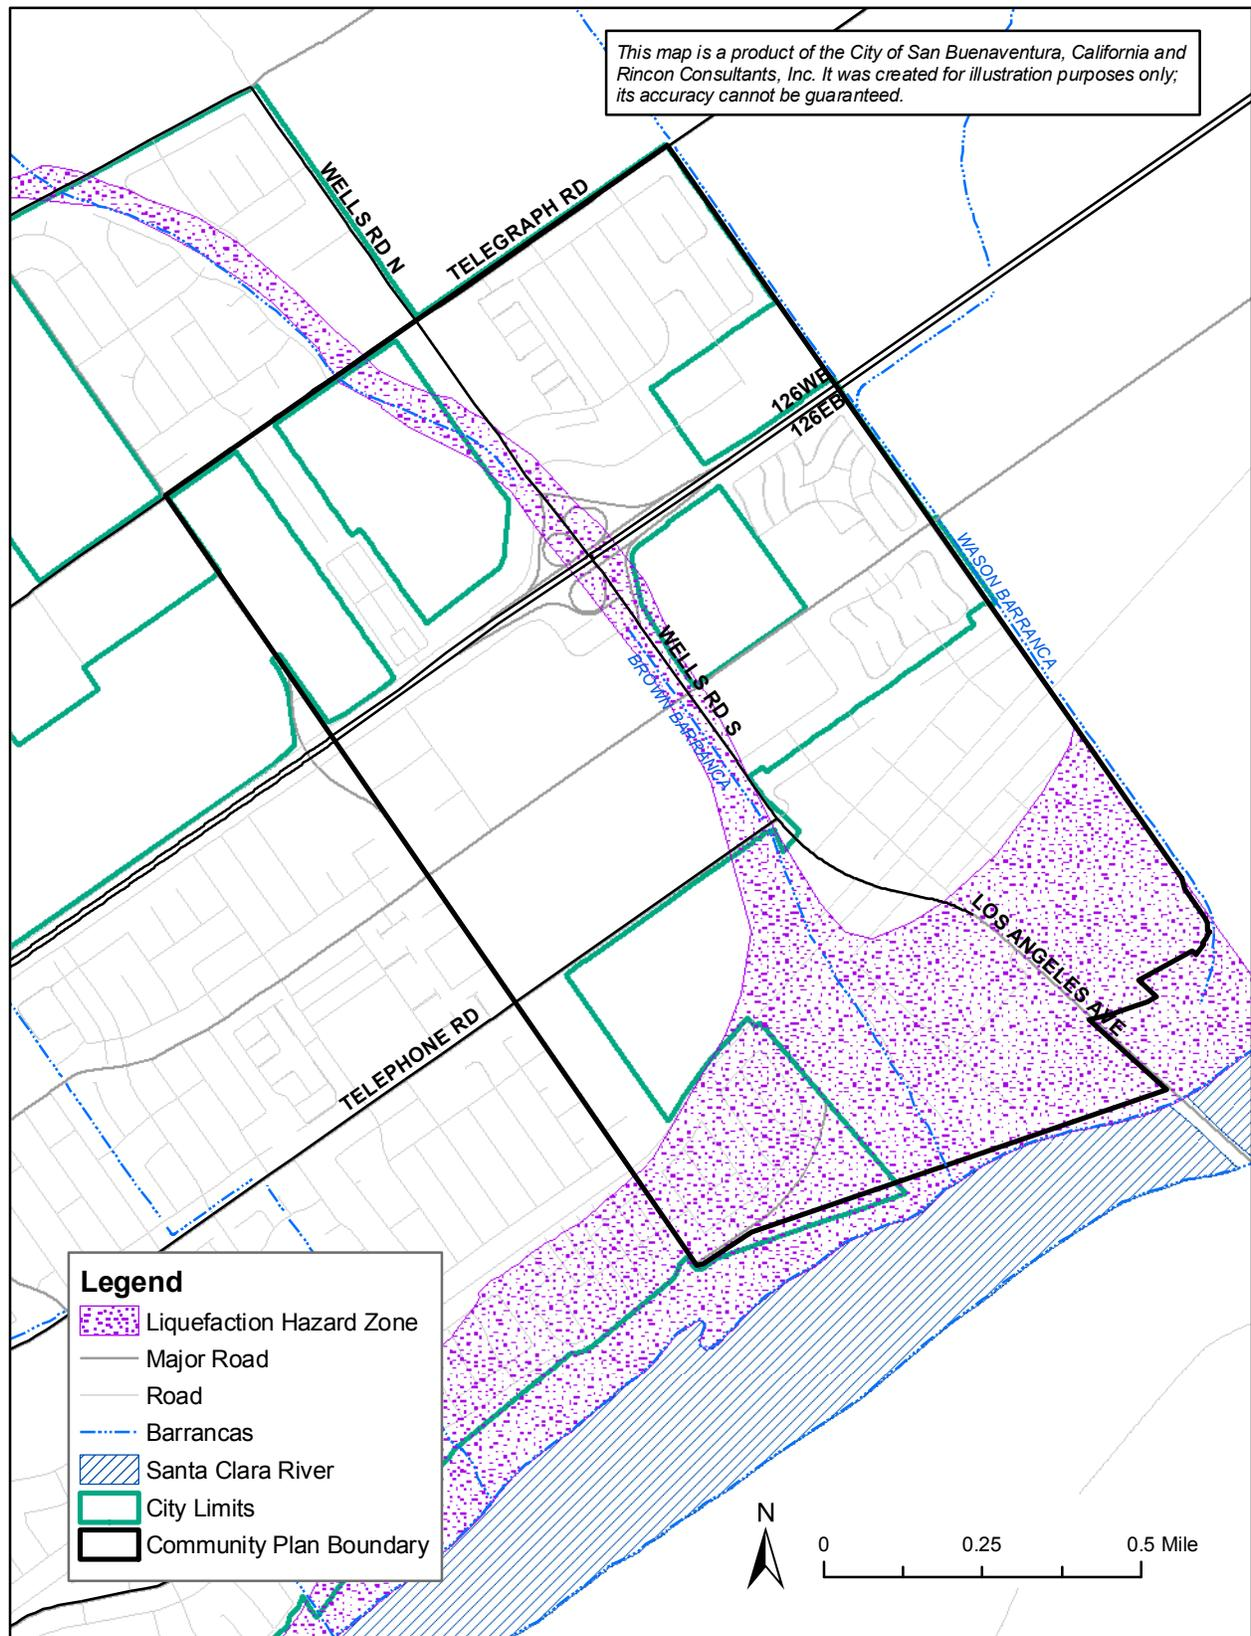 This map is a product of the City of San Buenaventura, California and
Rincon Consultants, Inc. It was created for illustration purposes only;
its accuracy cannot be guaranteed.
WELLS RD N
TELEGRAPH RD
126WB
126EB
WASON BARRANCA
WELLS RD S
BROWN BARRANCA
LOS ANGELES AVE
TELEPHONE RD
Legend
Liquefaction Hazard Zone
Major Road
Road
Barrancas
Santa Clara River
City Limits
Community Plan Boundary
N
0 0.25 0.5 Mile